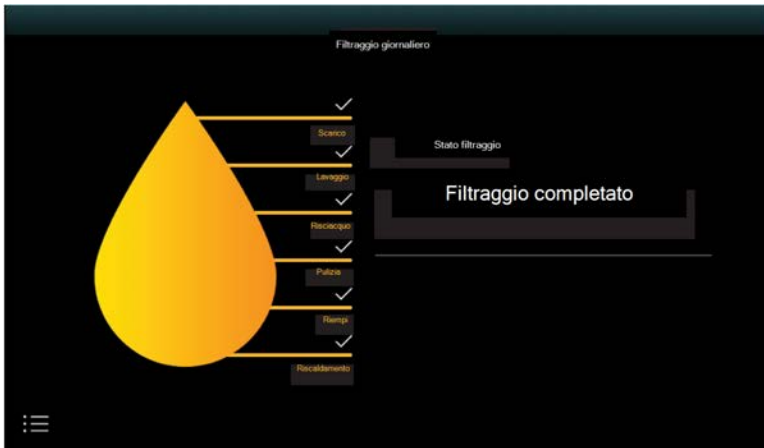 Filtraggio giornaliero
Scarico
Stato filtraggio
Lavaggio
Filtraggio completato
Risciacquo
Pulizia
Riempi
Riscaldamento